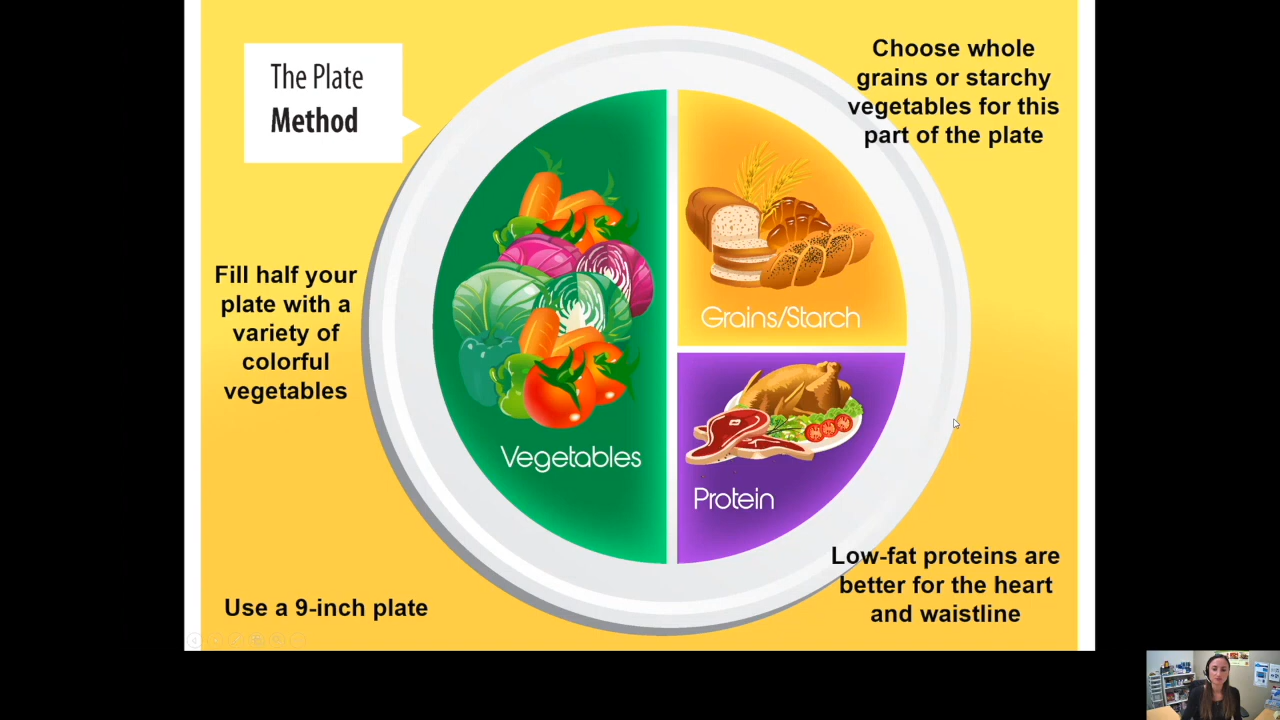 The Plate
Method
Choose whole
grains or starchy
vegetables for this
part of the plate
Fill half your
plate with a
variety of
colorful
vegetables
Grains/Starch
Vegetables
Protein
Low-fat proteins are
better for the heart
and waistline
Use a 9-inch plate